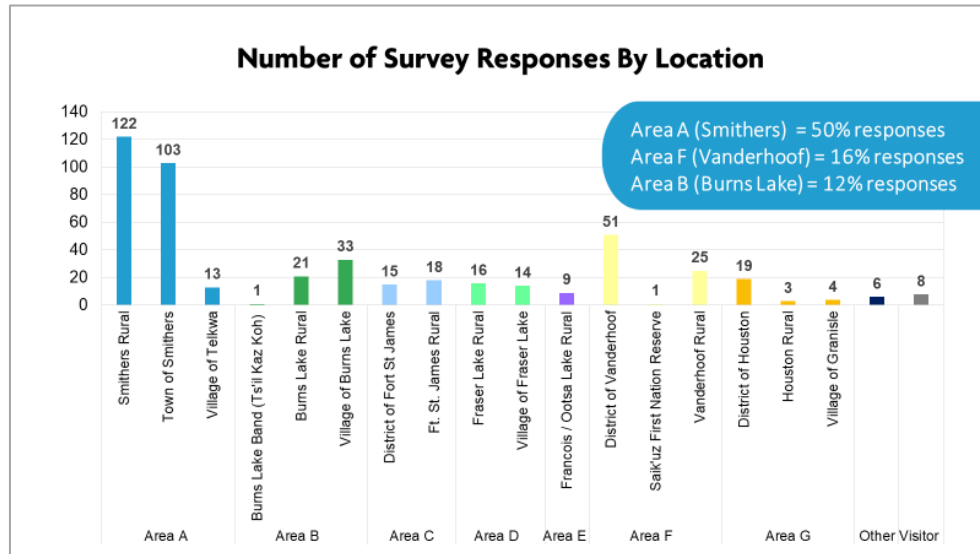 Number of Survey Responses By Location
Area A (Smithers) = 50% responses
Area F (Vanderhoof) = 16% responses
Area B (Burns Lake) = 12% responses
140
120
100
80
60
40
20
0
122
103
13
1
21
33
15
18
16
14
9
51
1
25
19
3
4
6
8
Smithers Rural
Town of Smithers
Village of Telkwa
Burns Lake Band (Ts'il Kaz Koh)
Burns Lake Rural
Village of Burns Lake
District of Fort St James
Ft. St. James Rural
Fraser Lake Rural
Village of Fraser Lake
Francois / Ootsa Lake Rural
District of Vanderhoof
Saik'uz First Nation Reserve
Vanderhoof Rural
District of Houston
Houston Rural
Village of Granisle
Area A
Area B
Area C
Area D
Area E
Area F
Area G
Other
Visitor